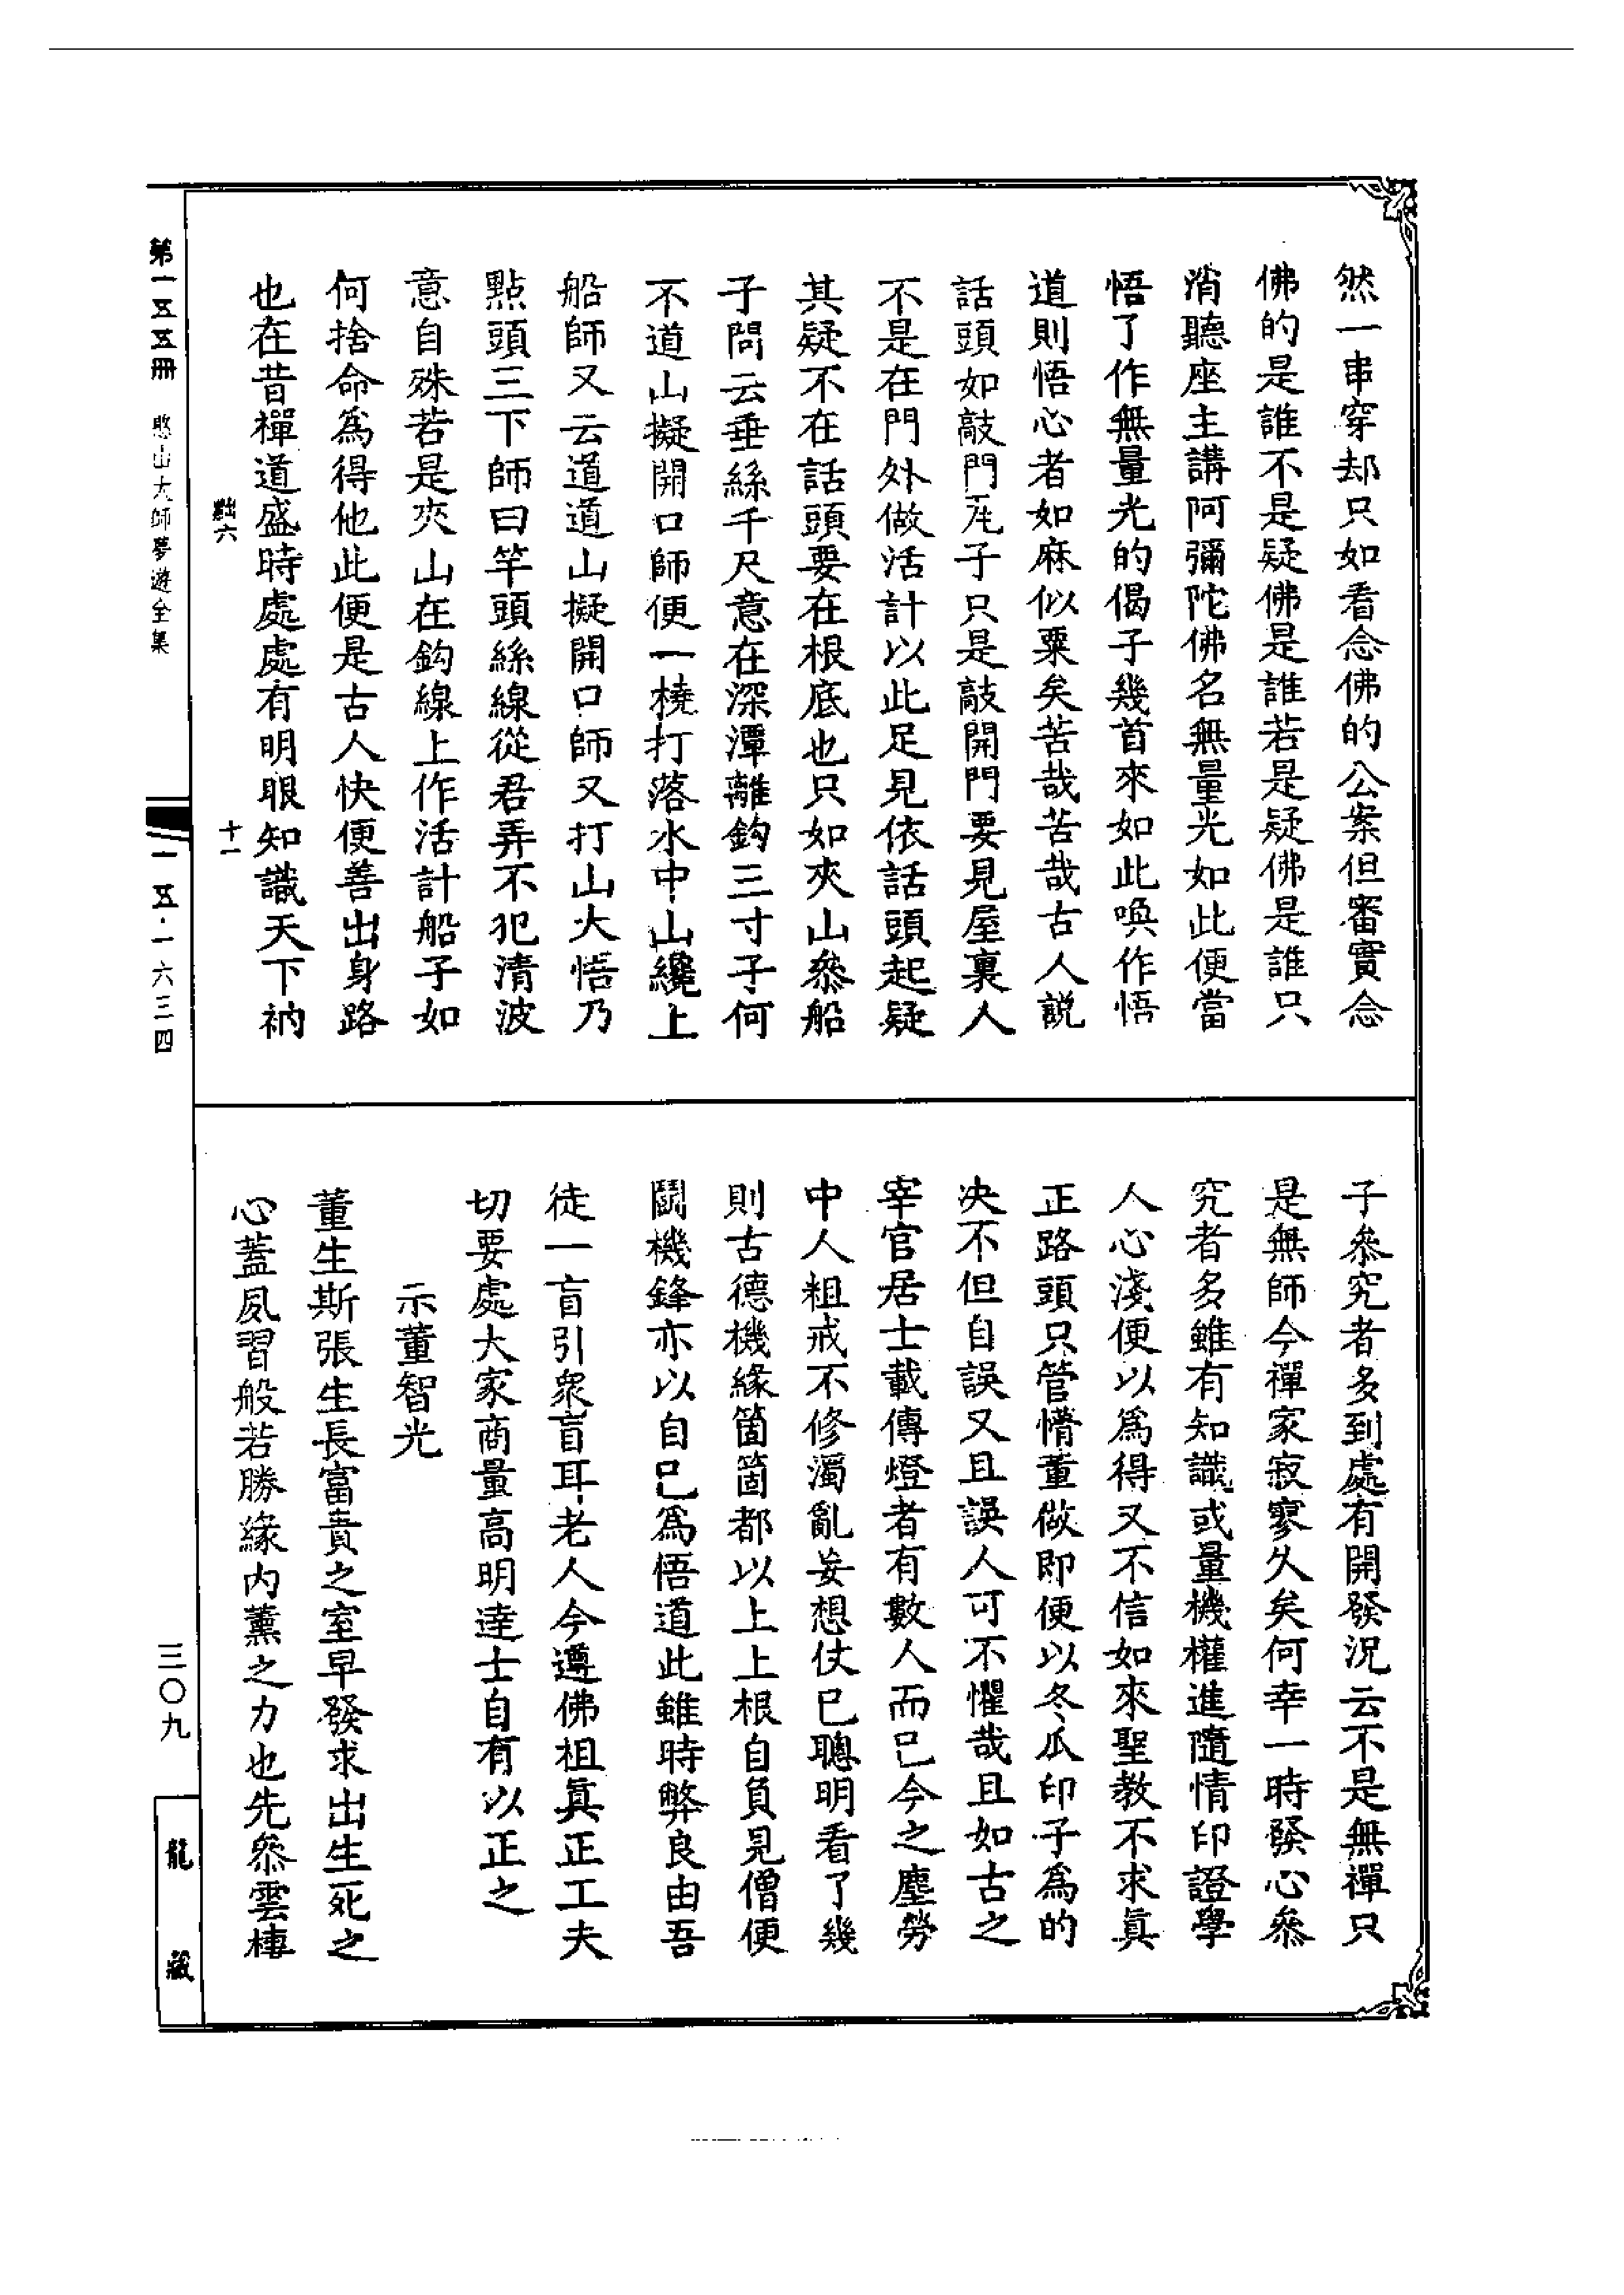 然一串穿却只如看念佛的公案但審實念
佛的是誰不是疑佛是誰若是疑佛是誰只
消聽座主講阿彌陀佛名無量光如此便當
悟了作無量光的偈子幾首來如此喚作悟
道則悟心者如麻似粟矣苦哉苦哉古人説
話頭如敲門瓦子只是敲開門要見屋裏人
不是在門外做活計以此足見依話頭起疑
其疑不在話頭要在根底也只如夾山叅船
子問云垂絲千尺意在深潭離鈎三寸子何
不道山擬開口師便一橈打落水中山纔上
船師又云道道山擬開口師又打山大悟乃
點頭三下師曰竿頭絲線從君弄不犯清波
意自殊若是夾山在鈎線上作活計船子如
何捨命爲得他此便是古人快便善出身路
也在昔禪道盛時處處有明眼知識天下衲
黜六 十一
子叅究者多到處有開發況云不是無禪只
是無師今禪家寂寥久矣何幸一時發心叅
究者多雖有知識或量機權進隨情印證學
人心淺便以爲得又不信如來聖教不求眞
正路頭只管懵董做即便以冬瓜印子爲的
决不但自誤又且誤人可不懼哉且如古之
宰官居士載傳燈者有數人而已今之塵勞
中人粗戒不修濁亂妄想仗已聰明看了幾
則古德機緣箇箇都以上上根自負見僧便
鬭機鋒亦以自已爲悟道此雖時弊良由吾
徒一盲引衆盲耳老人今遵佛祖眞正工夫
切要處大家商量高明達士自有以正之
示董智光
董生斯張生長富貴之室早發求出生死之
心蓋夙習般若勝緣内薰之力也先叅雲棲
第一五五冊 憨山大師夢遊全集
一五·一六三四
三〇九
龍藏